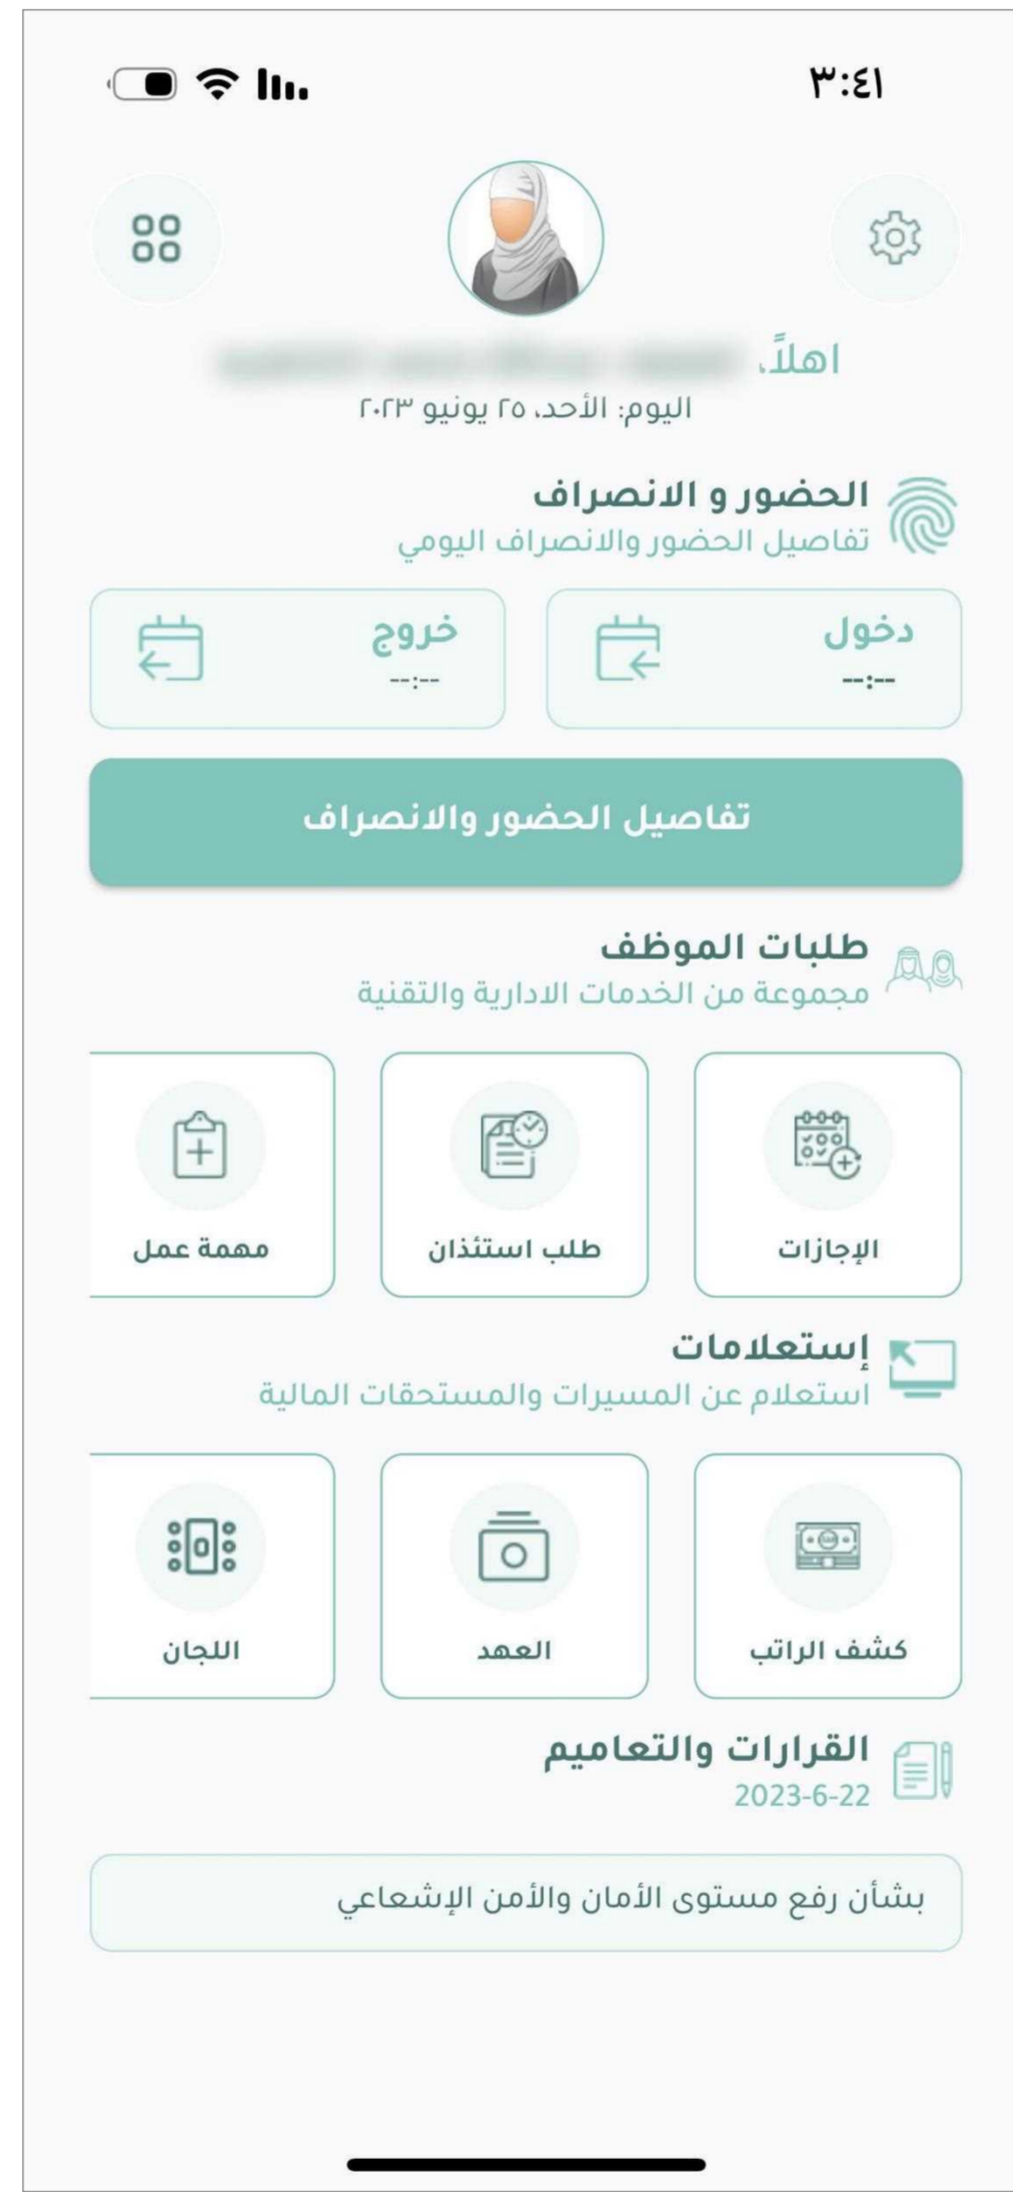 ٣:٤١
اهلاً،
اليوم: الأحد، ٢٥ يونيو ٢٠٢٣
الحضور و الانصراف
تفاصيل الحضور والانصراف اليومي
دخول
--:--
خروج
--:--
تفاصيل الحضور والانصراف
طلبات الموظف
مجموعة من الخدمات الادارية والتقنية
الإجازات
طلب استئذان
مهمة عمل
إستعلامات
استعلام عن المسيرات والمستحقات المالية
كشف الراتب
العهد
اللجان
القرارات والتعاميم
2023-6-22
بشأن رفع مستوى الأمان والأمن الإشعاعي